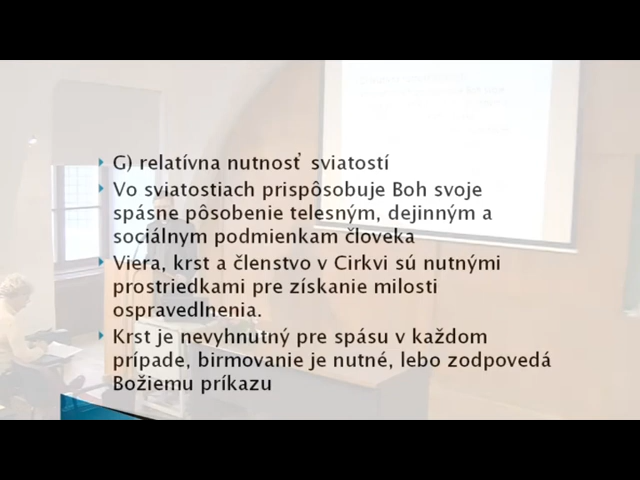 G) relatívna nutnosť sviatostí
Vo sviatostiach prispôsobuje Boh svoje
spásne pôsobenie telesným, dejinným a
sociálnym podmienkam človeka
Viera, krst a členstvo v Cirkvi sú nutnými
prostriedkami pre získanie milosti
ospravedlnenia.
Krst je nevyhnutný pre spásu v každom
prípade, birmovanie je nutné, lebo zodpovedá
Božiemu príkazu